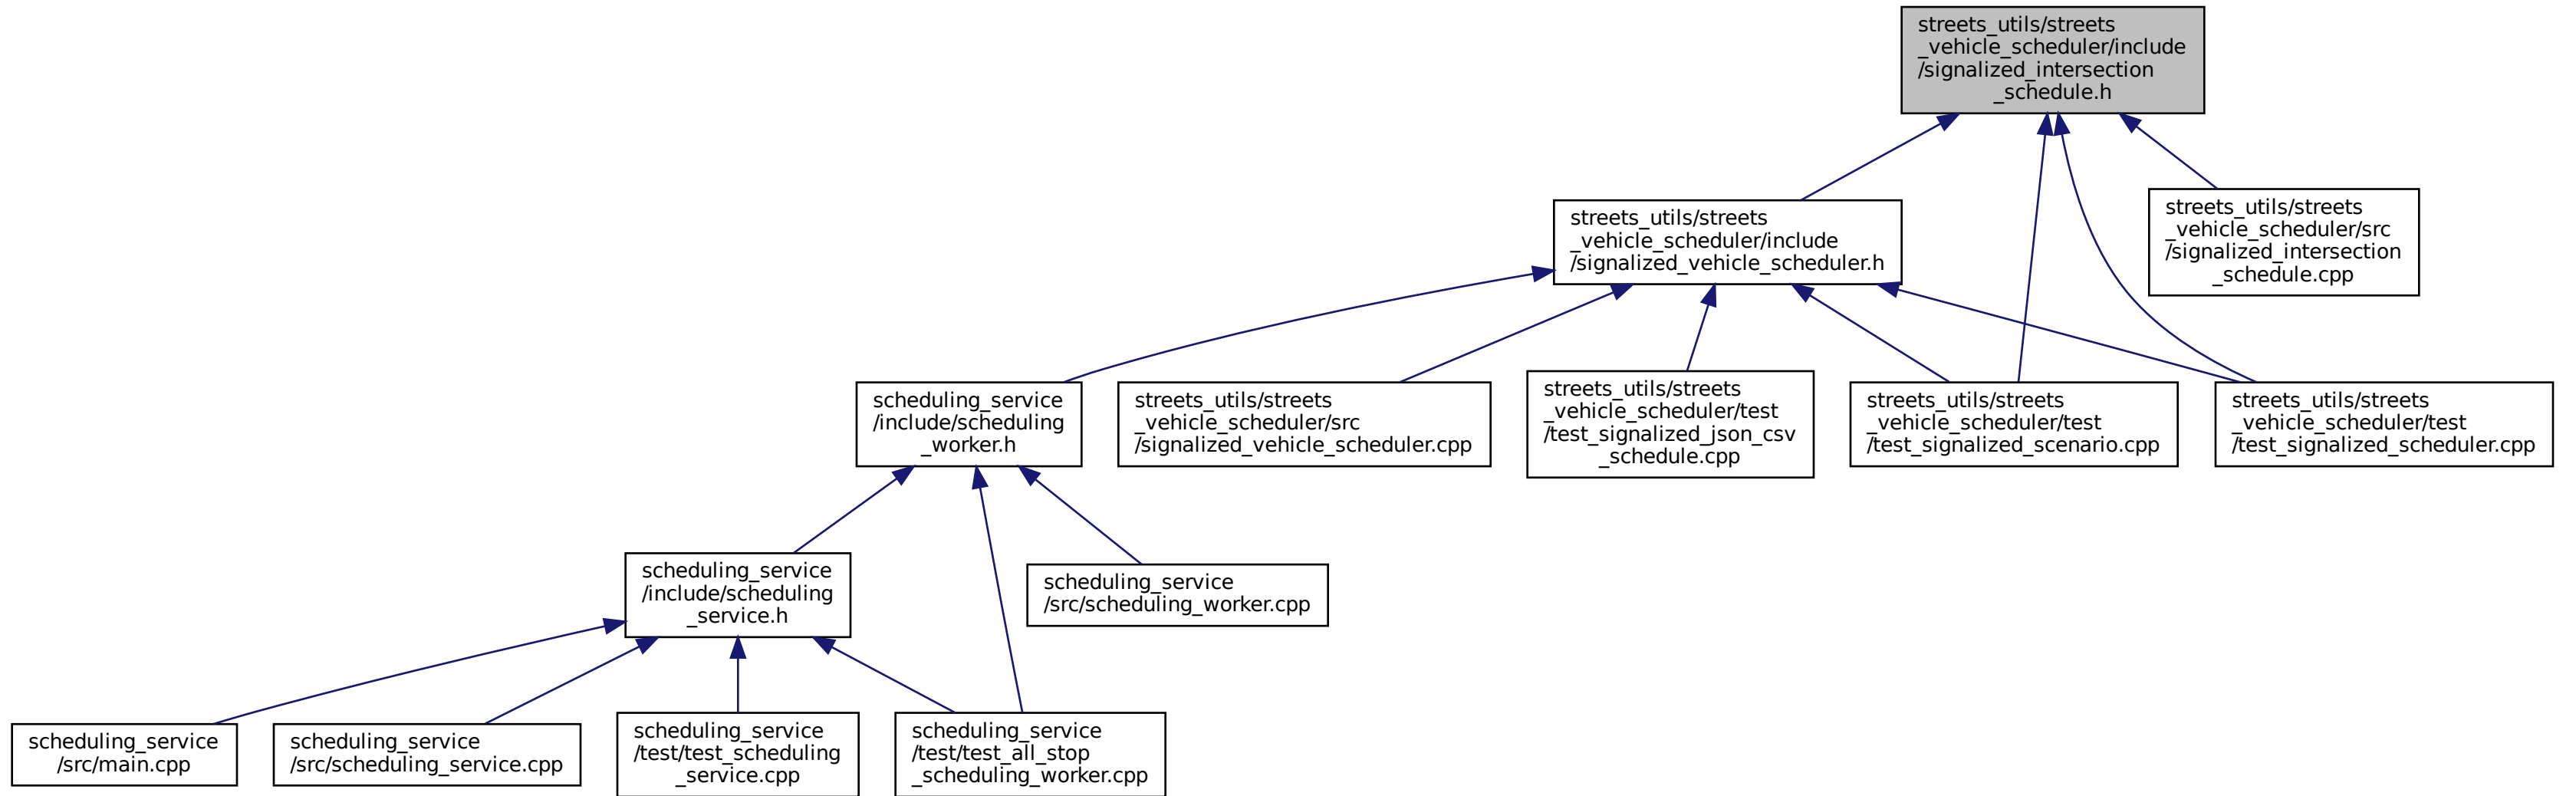 streets_utils/streets
_vehicle_scheduler/include
/signalized_intersection
_schedule.h
streets_utils/streets
_vehicle_scheduler/include
/signalized_vehicle_scheduler.h
streets_utils/streets
_vehicle_scheduler/src
/signalized_intersection
_schedule.cpp
scheduling_service
/include/scheduling
_worker.h
streets_utils/streets
_vehicle_scheduler/src
/signalized_vehicle_scheduler.cpp
streets_utils/streets
_vehicle_scheduler/test
/test_signalized_json_csv
_schedule.cpp
streets_utils/streets
_vehicle_scheduler/test
/test_signalized_scenario.cpp
streets_utils/streets
_vehicle_scheduler/test
/test_signalized_scheduler.cpp
scheduling_service
/include/scheduling
_service.h
scheduling_service
/src/scheduling_worker.cpp
scheduling_service
/src/main.cpp
scheduling_service
/src/scheduling_service.cpp
scheduling_service
/test/test_scheduling
_service.cpp
scheduling_service
/test/test_all_stop
_scheduling_worker.cpp